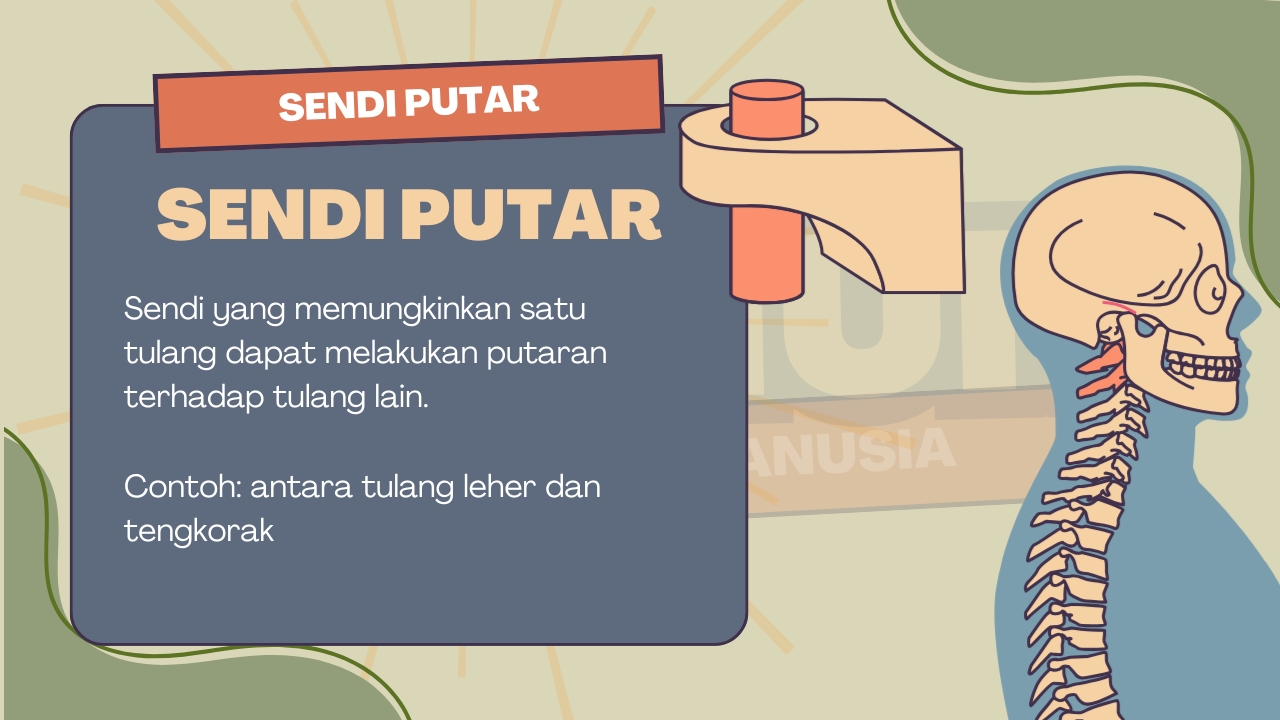 SENDI PUTAR
SENDI PUTAR
Sendi yang memungkinkan satu
tulang dapat melakukan putaran
terhadap tulang lain.
Contoh: antara tulang leher dan
tengkorak
ANUSIA